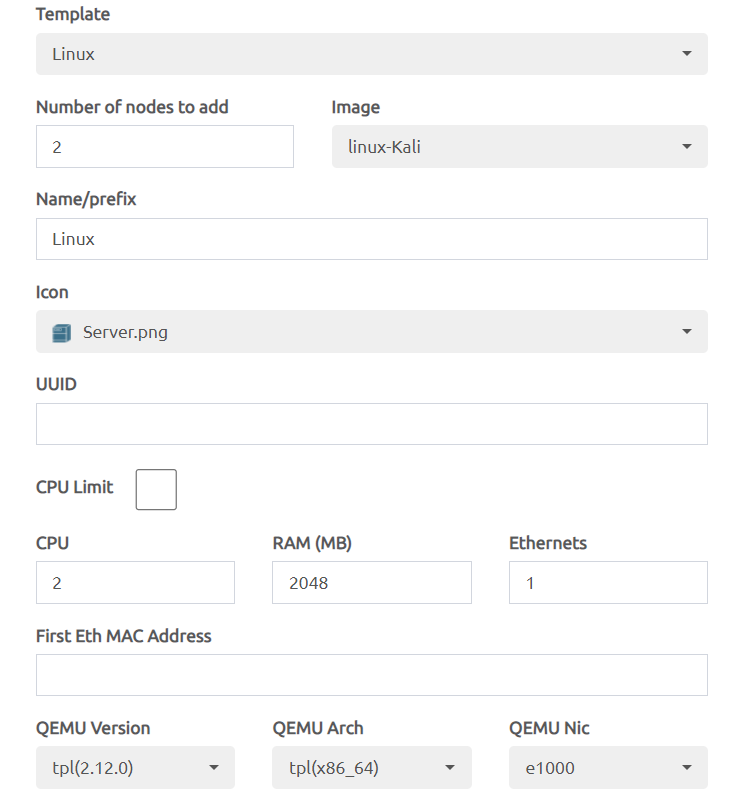 Template
Linux
Number of nodes to add Image
2 linux-Kali
Name/prefix
Linux
Icon
Server.png
UUID
CPU Limit
CPU RAM (MB) Ethernets
2 2048 1
First Eth MAC Address
QEMU Version QEMU Arch QEMU Nic
tpl(2.12.0) tpl(x86_64) e1000